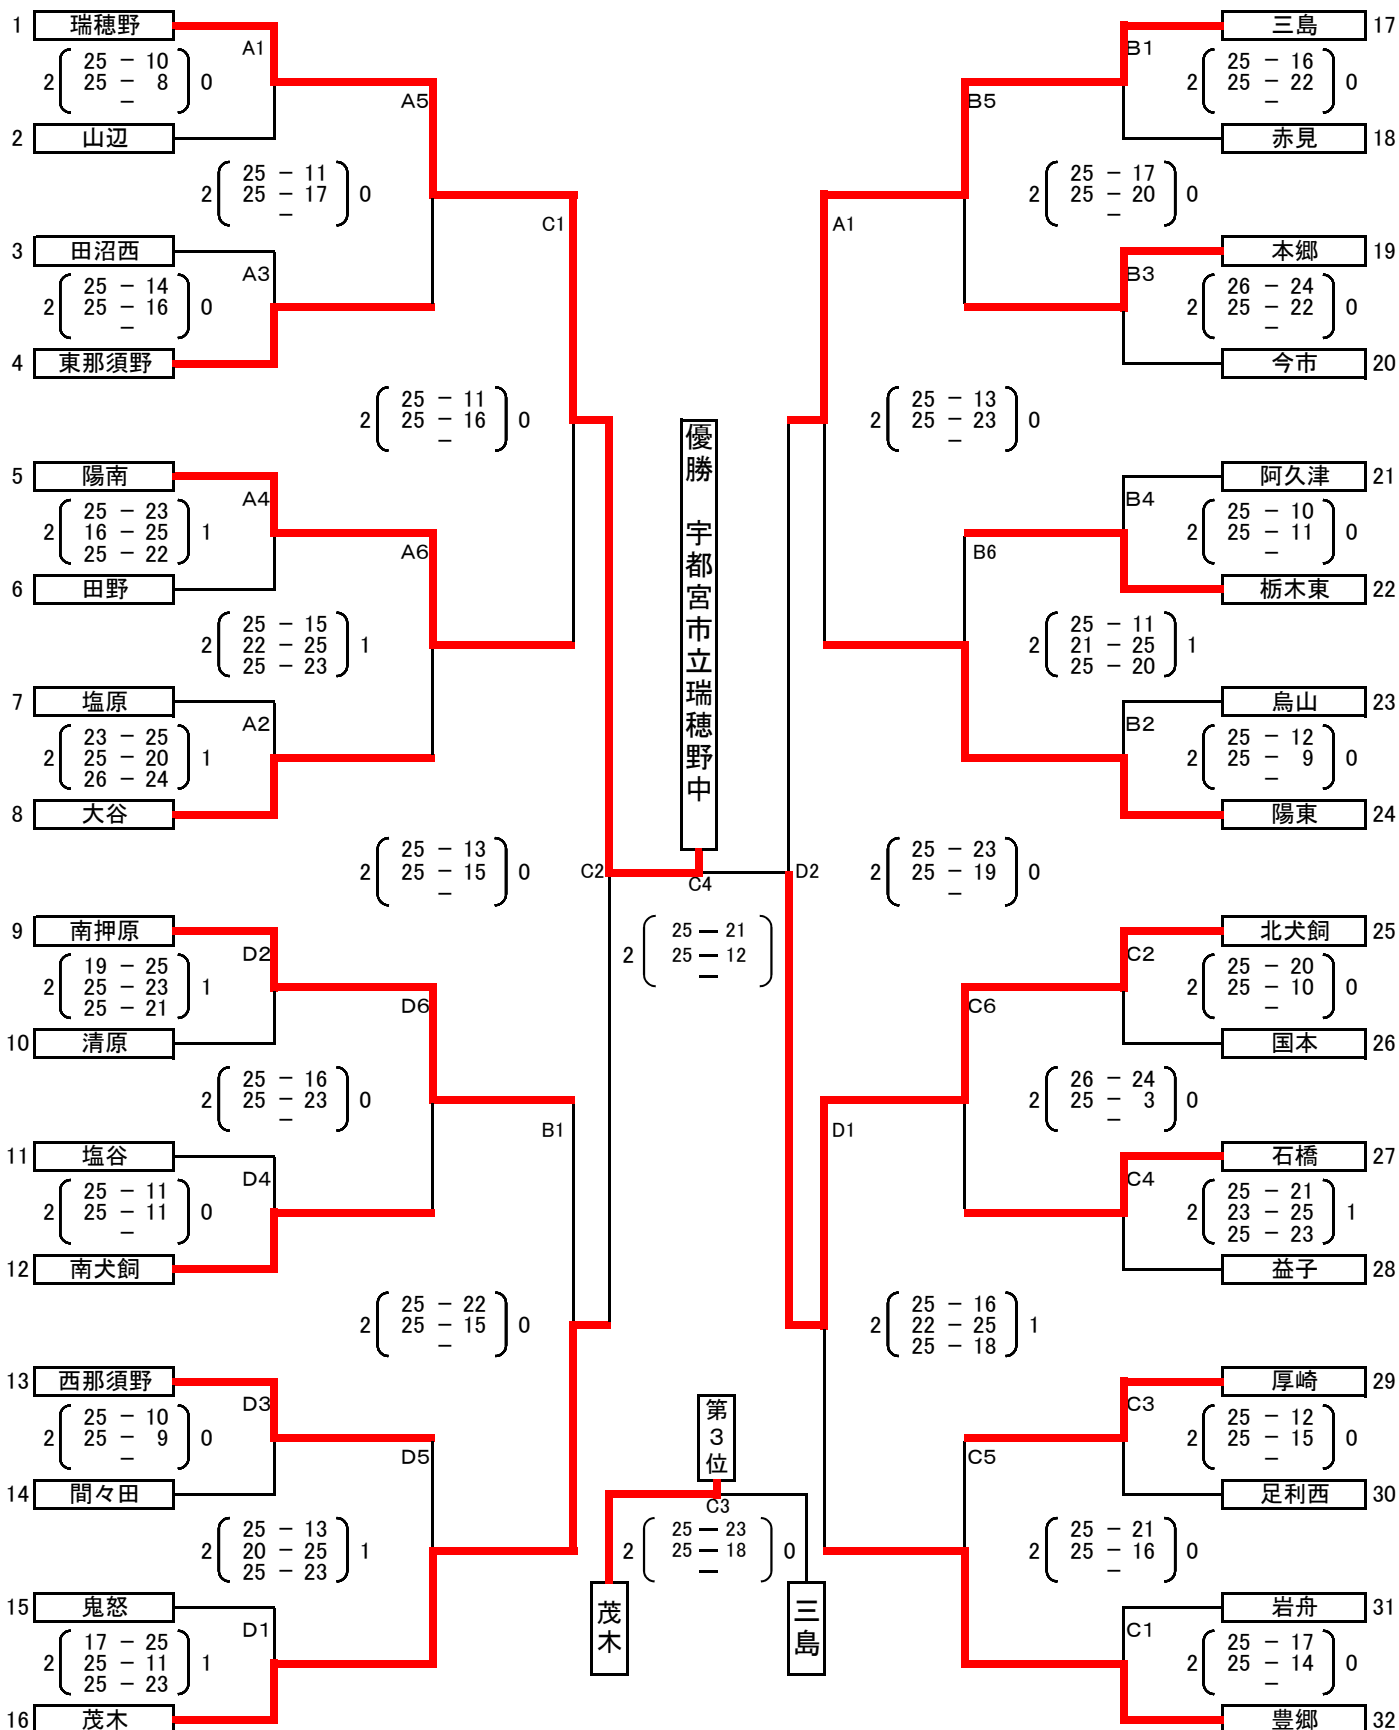 1 瑞穂野
A1
2 25 − 10 0
25 − 8
−
2 山辺
A5
2 25 − 11 0
25 − 17
−
3 田沼西
A3
2 25 − 14 0
25 − 16
−
4 東那須野
C1
2 25 − 11 0
25 − 16
−
5 陽南
A4
2 25 − 23 1
16 − 25
25 − 22
6 田野
A6
2 25 − 15 1
22 − 25
25 − 23
7 塩原
A2
2 23 − 25 1
25 − 20
26 − 24
8 大谷
C2
2 25 − 13 0
25 − 15
−
9 南押原
D2
2 19 − 25 1
25 − 23
25 − 21
10 清原
D6
2 25 − 16 0
25 − 23
−
11 塩谷
D4
2 25 − 11 0
25 − 11
−
12 南犬飼
B1
2 25 − 22 0
25 − 15
−
13 西那須野
D3
2 25 − 10 0
25 − 9
−
14 間々田
D5
2 25 − 13 1
20 − 25
25 − 23
15 鬼怒
D1
2 17 − 25 1
25 − 11
25 − 23
16 茂木
優勝 宇都宮市立瑞穂野中
C4
2 25 − 21
25 − 12
−
第3位
C3
2 25 − 23 0
25 − 18
−
茂木
三島
三島 17
B1
2 25 − 16 0
25 − 22
−
赤見 18
B5
2 25 − 17 0
25 − 20
−
本郷 19
B3
2 26 − 24 0
25 − 22
−
今市 20
A1
2 25 − 13 0
25 − 23
−
阿久津 21
B4
2 25 − 10 0
25 − 11
−
栃木東 22
B6
2 25 − 11 1
21 − 25
25 − 20
烏山 23
B2
2 25 − 12 0
25 − 9
−
陽東 24
D2
2 25 − 23 0
25 − 19
−
北犬飼 25
C2
2 25 − 20 0
25 − 10
−
国本 26
C6
2 26 − 24 0
25 − 3
−
石橋 27
C4
2 25 − 21 1
23 − 25
25 − 23
益子 28
D1
2 25 − 16 1
22 − 25
25 − 18
厚崎 29
C3
2 25 − 12 0
25 − 15
−
足利西 30
C5
2 25 − 21 0
25 − 16
−
岩舟 31
C1
2 25 − 17 0
25 − 14
−
豊郷 32